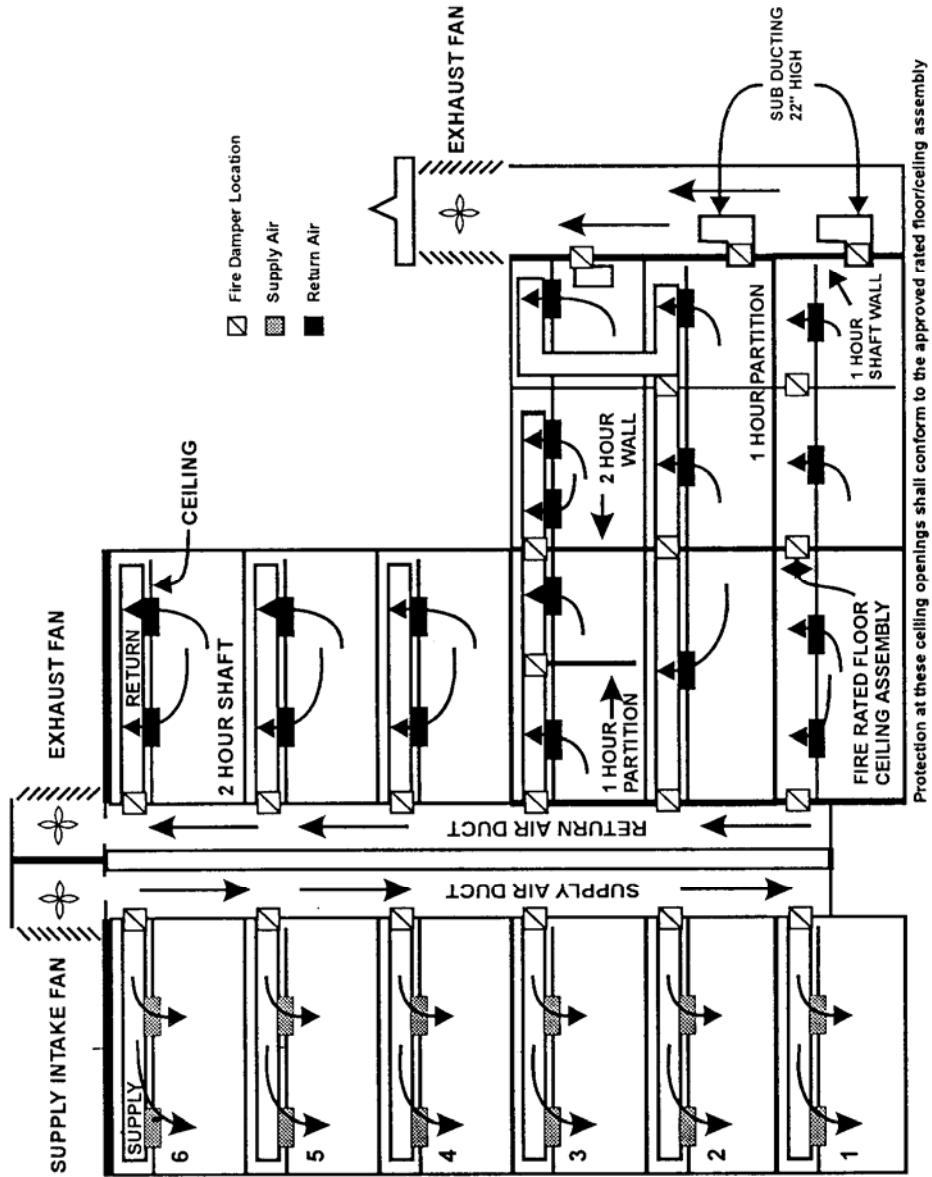 SUPPLY INTAKE FAN
EXHAUST FAN
EXHAUST FAN
Fire Damper Location
Supply Air
Return Air
CEILING
SUPPLY
RETURN
6
2 HOUR SHAFT
5
4
SUPPLY AIR DUCT
RETURN AIR DUCT
3
1 HOUR
PARTITION
2 HOUR
WALL
2
1 HOUR PARTITION
SUB DUCTING
22" HIGH
1
FIRE RATED FLOOR
CEILING ASSEMBLY
1 HOUR
SHAFT WALL
Protection at these ceiling openings shall conform to the approved rated floor/ceiling assembly